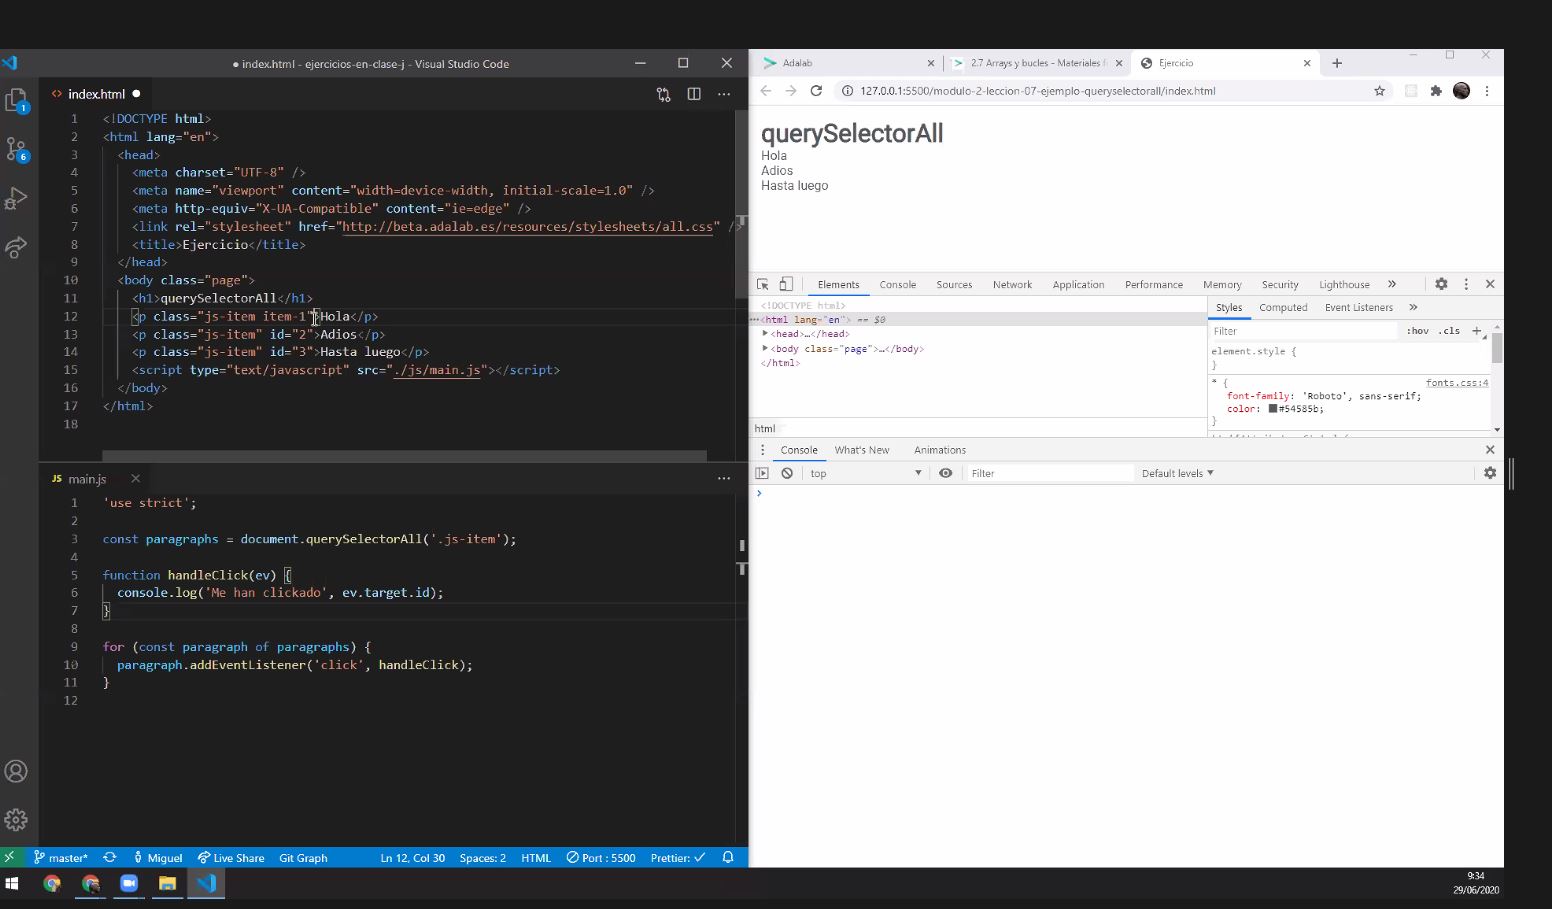 ● index.html - ejercicios-en-clase-j - Visual Studio Code
<> index.html ●
1 <!DOCTYPE html>
2 <html lang="en">
3 <head>
4 <meta charset="UTF-8" />
5 <meta name="viewport" content="width=device-width, initial-scale=1.0" />
6 <meta http-equiv="X-UA-Compatible" content="ie=edge" />
7 <link rel="stylesheet" href="http://beta.adalab.es/resources/stylesheets/all.css" />
8 <title>Ejercicio</title>
9 </head>
10 <body class="page">
11 <h1>querySelectorAll</h1>
12 <p class="js-item item-1">Hola</p>
13 <p class="js-item" id="2">Adios</p>
14 <p class="js-item" id="3">Hasta luego</p>
15 <script type="text/javascript" src="./js/main.js"></script>
16 </body>
17 </html>
18
1
6
JS main.js
1 'use strict';
2
3 const paragraphs = document.querySelectorAll('.js-item');
4
5 function handleClick(ev) {
6 console.log('Me han clickado', ev.target.id);
7 }
8
9 for (const paragraph of paragraphs) {
10 paragraph.addEventListener('click', handleClick);
11 }
12
master* Miguel Live Share Git Graph Ln 12, Col 30 Spaces: 2 HTML Port : 5500 Prettier: ✓
Adalab
2.7 Arrays y bucles - Materiales
Ejercicio
127.0.0.1:5500/modulo-2-leccion-07-ejemplo-queryselectorall/index.html
querySelectorAll
Hola
Adios
Hasta luego
Elements Console Sources Network Performance Application Memory Security Lighthouse »
<!DOCTYPE html>
<html lang="en"> == $0
<head>…</head>
<body class="page">…</body>
</html>
html
Styles Computed Event Listeners »
Filter :hov .cls +
element.style {
}
* { fonts.css:4
font-family: 'Roboto', sans-serif;
color: #54585b;
}
Console What's New Animations
top Filter Default levels
>
9:34
29/06/2020